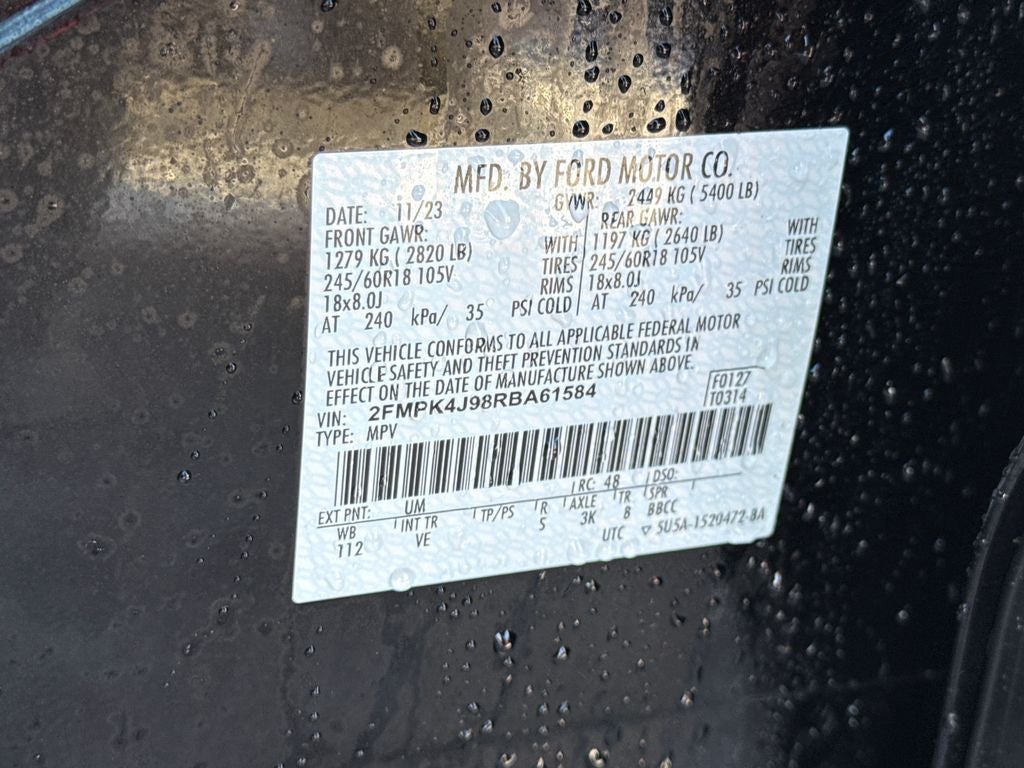 MFD. BY FORD MOTOR CO.
DATE: 11/23 GVWR: 2449 KG ( 5400 LB)
FRONT GAWR: REAR GAWR:
1279 KG ( 2820 LB) WITH 1197 KG ( 2640 LB) WITH
245/60R18 105V TIRES 245/60R18 105V TIRES
18x8.0J RIMS 18x8.0J RIMS
AT 240 kPa/ 35 PSI COLD AT 240 kPa/ 35 PSI COLD
THIS VEHICLE CONFORMS TO ALL APPLICABLE FEDERAL MOTOR
VEHICLE SAFETY AND THEFT PREVENTION STANDARDS IN
EFFECT ON THE DATE OF MANUFACTURE SHOWN ABOVE.
VIN: 2FMPK4J98RBA61584 F0127
TYPE: MPV T0314
EXT PNT: UM RC: 48 DSO:
WB INT TR TP/PS R AXLE TR SPR
112 VE S 3K B BBCC
UTC ▽ 5U5A-1520472-BA